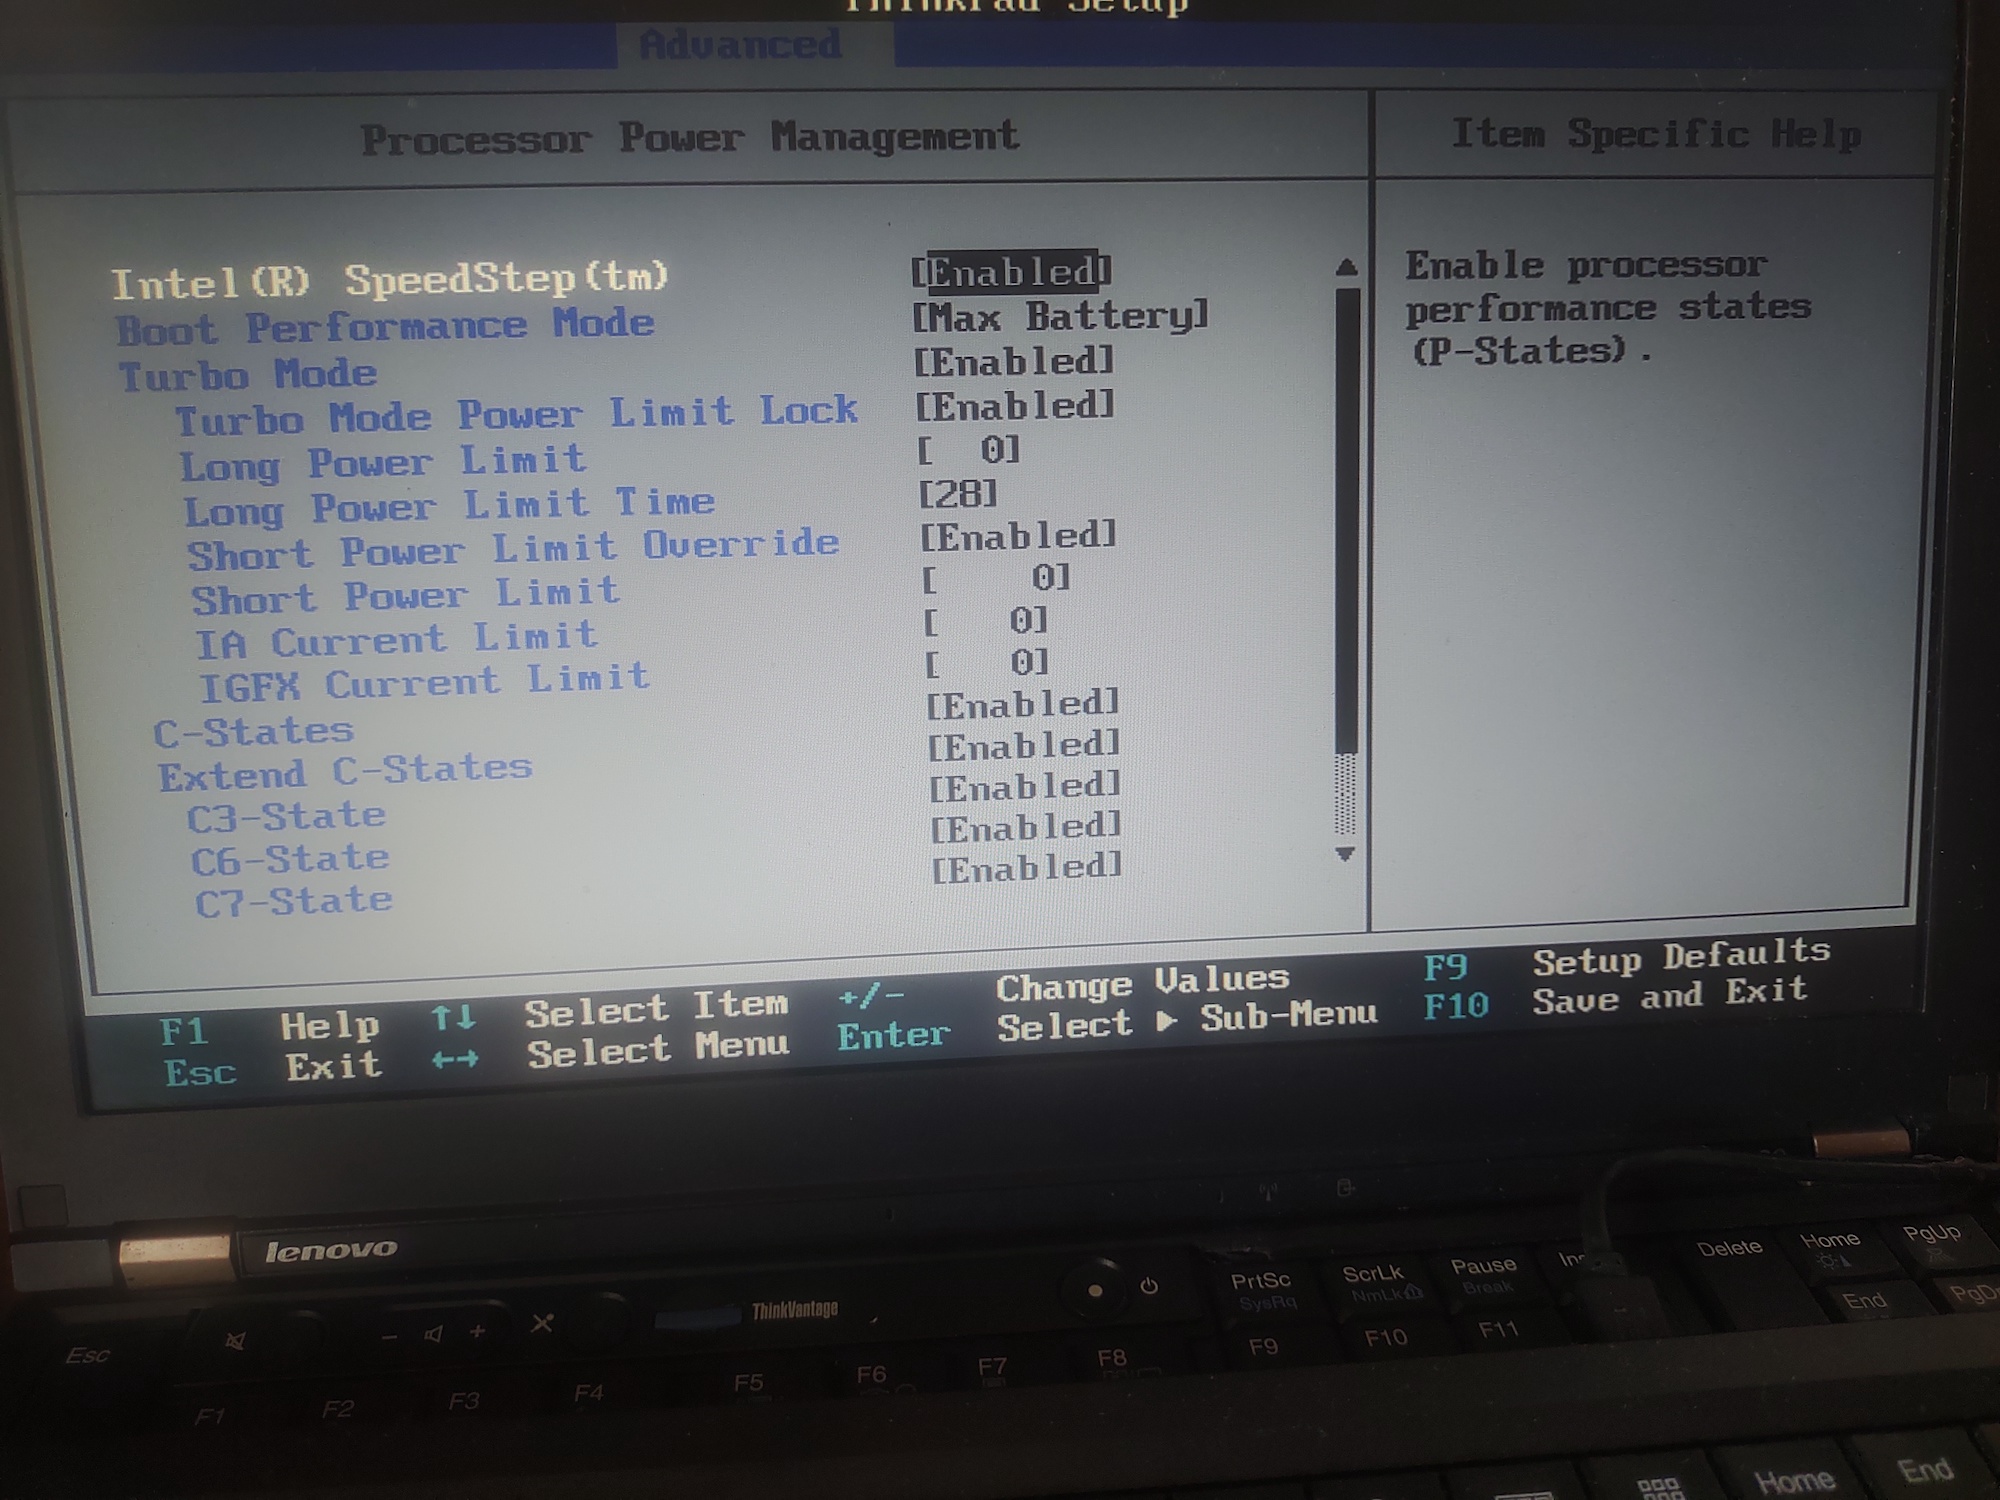 ThinkPad Setup
Advanced
Processor Power Management
Item Specific Help
Intel(R) SpeedStep(tm) [Enabled]
Boot Performance Mode [Max Battery]
Turbo Mode [Enabled]
Turbo Mode Power Limit Lock [Enabled]
Long Power Limit [ 0]
Long Power Limit Time [28]
Short Power Limit Override [Enabled]
Short Power Limit [ 0]
IA Current Limit [ 0]
IGFX Current Limit [ 0]
C-States [Enabled]
Extend C-States [Enabled]
C3-State [Enabled]
C6-State [Enabled]
C7-State [Enabled]
Enable processor
performance states
(P-States).
F1 Help ↑↓ Select Item +/- Change Values F9 Setup Defaults
Esc Exit ←→ Select Menu Enter Select ▶ Sub-Menu F10 Save and Exit
lenovo
ThinkVantage
PrtSc
SysRq
ScrLk
NmLk
Pause
Break
Delete
Home
PgUp
End
Esc
F1
F2
F3
F4
F5
F6
F7
F8
F9
F10
F11
Home
End